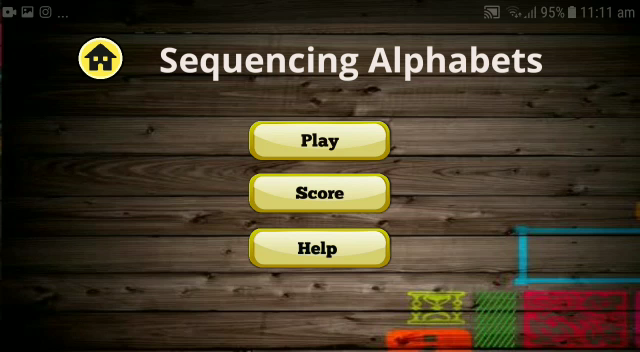 ... 95% 11:11 am
Sequencing Alphabets
Play
Score
Help